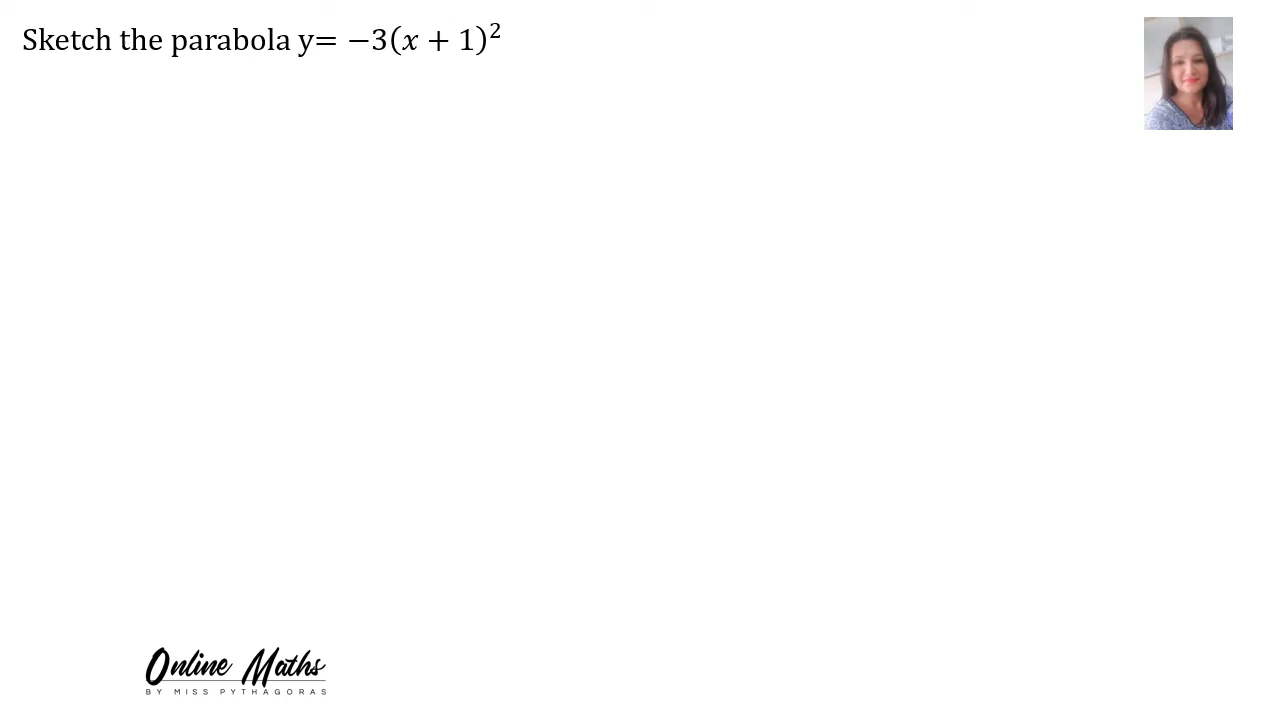 Sketch the parabola y= −3(x + 1)²
Online Maths
BY MISS PYTHAGORAS